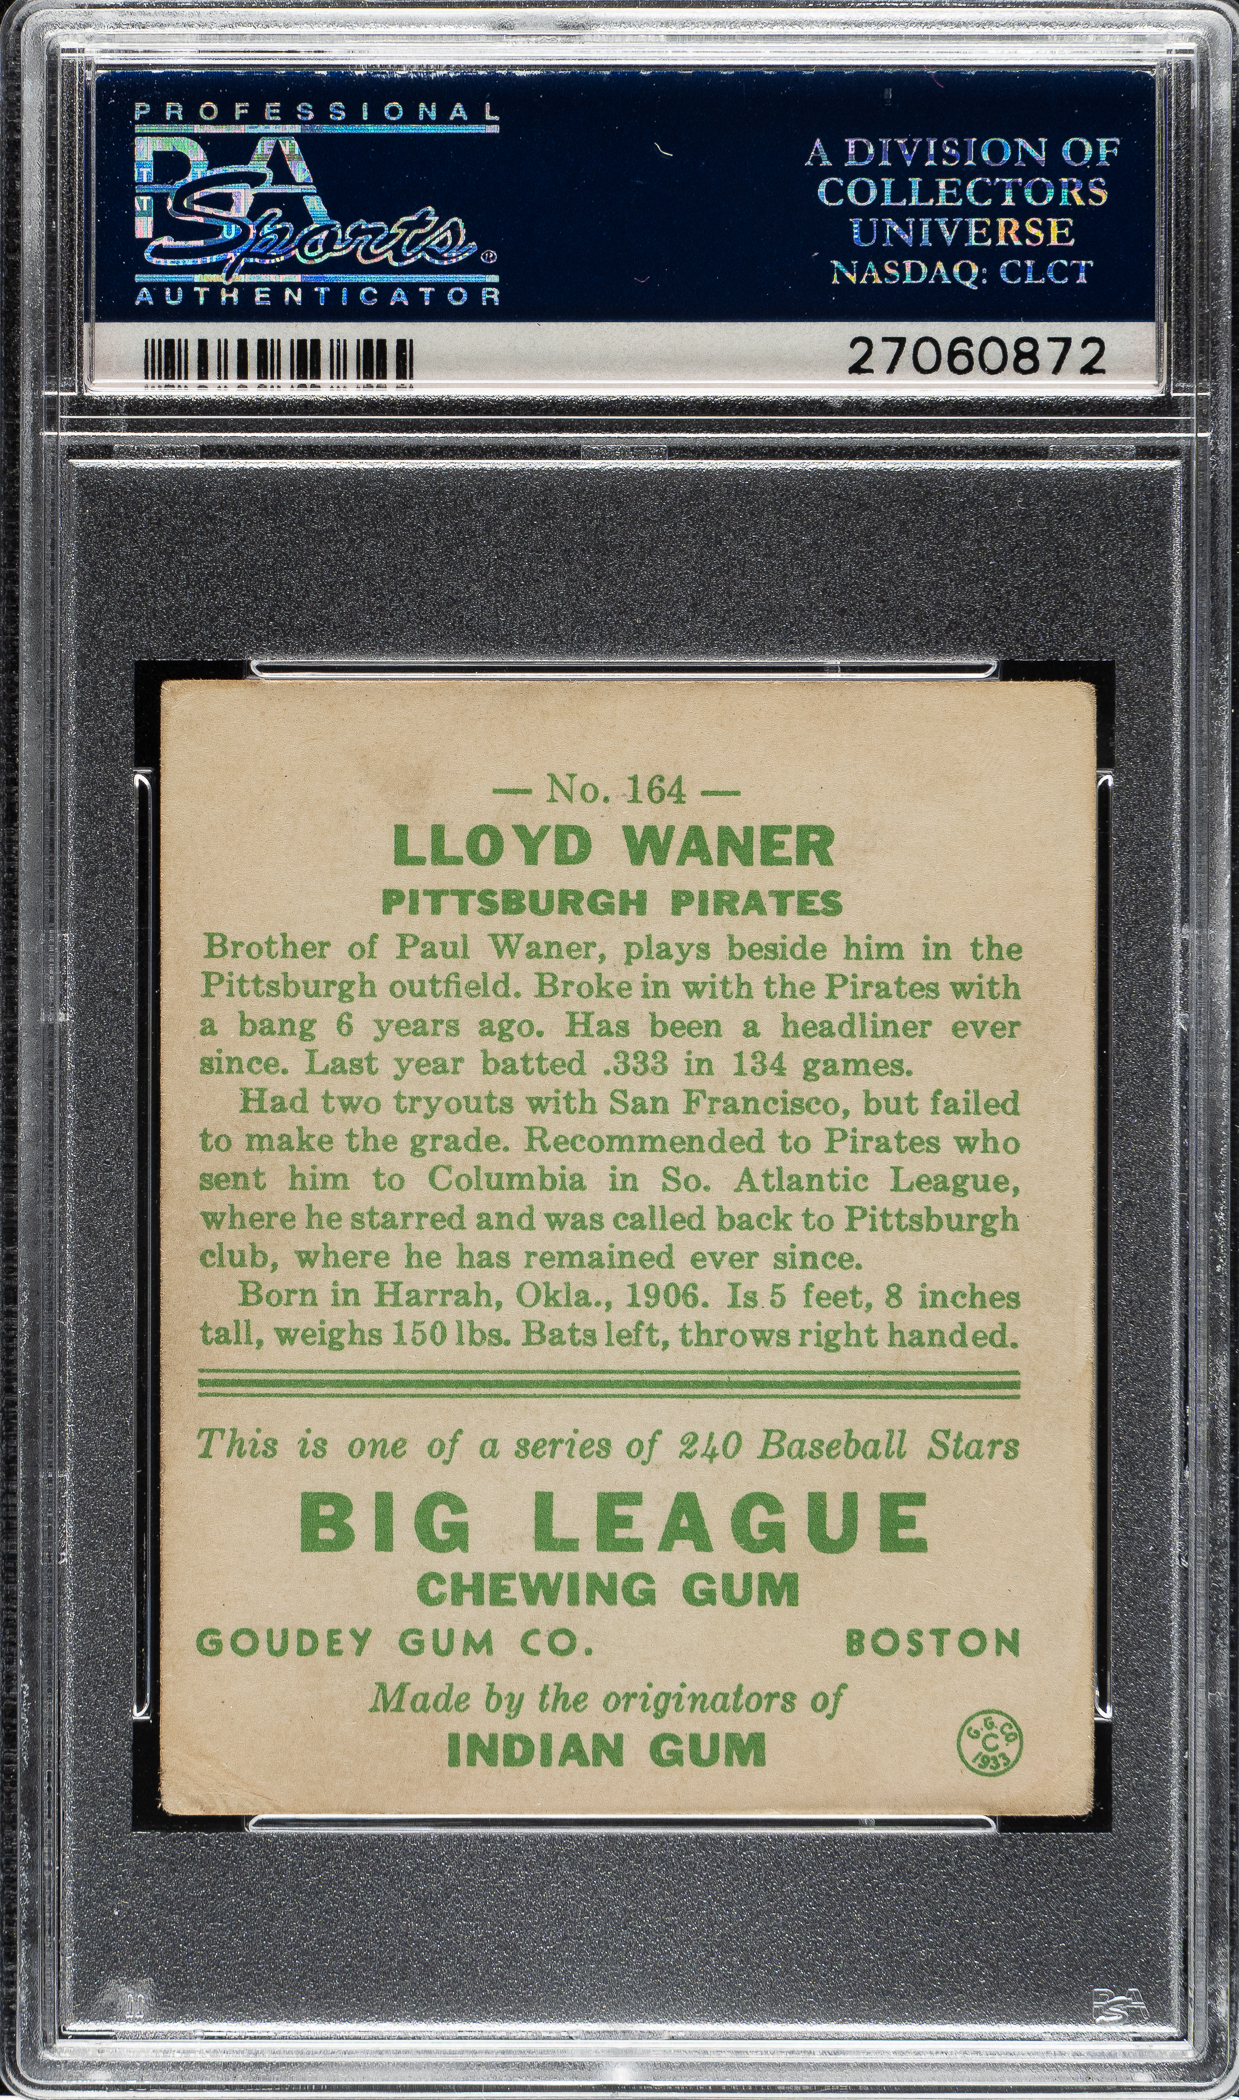 PROFESSIONAL
PSA
Sports®
AUTHENTICATOR
A DIVISION OF
COLLECTORS
UNIVERSE
NASDAQ: CLCT
27060872
— No. 164 —
LLOYD WANER
PITTSBURGH PIRATES
Brother of Paul Waner, plays beside him in the
Pittsburgh outfield. Broke in with the Pirates with
a bang 6 years ago. Has been a headliner ever
since. Last year batted .333 in 134 games.
Had two tryouts with San Francisco, but failed
to make the grade. Recommended to Pirates who
sent him to Columbia in So. Atlantic League,
where he starred and was called back to Pittsburgh
club, where he has remained ever since.
Born in Harrah, Okla., 1906. Is 5 feet, 8 inches
tall, weighs 150 lbs. Bats left, throws right handed.
This is one of a series of 240 Baseball Stars
BIG LEAGUE
CHEWING GUM
GOUDEY GUM CO. BOSTON
Made by the originators of
INDIAN GUM
G. G. CO.
C
1933
PSA